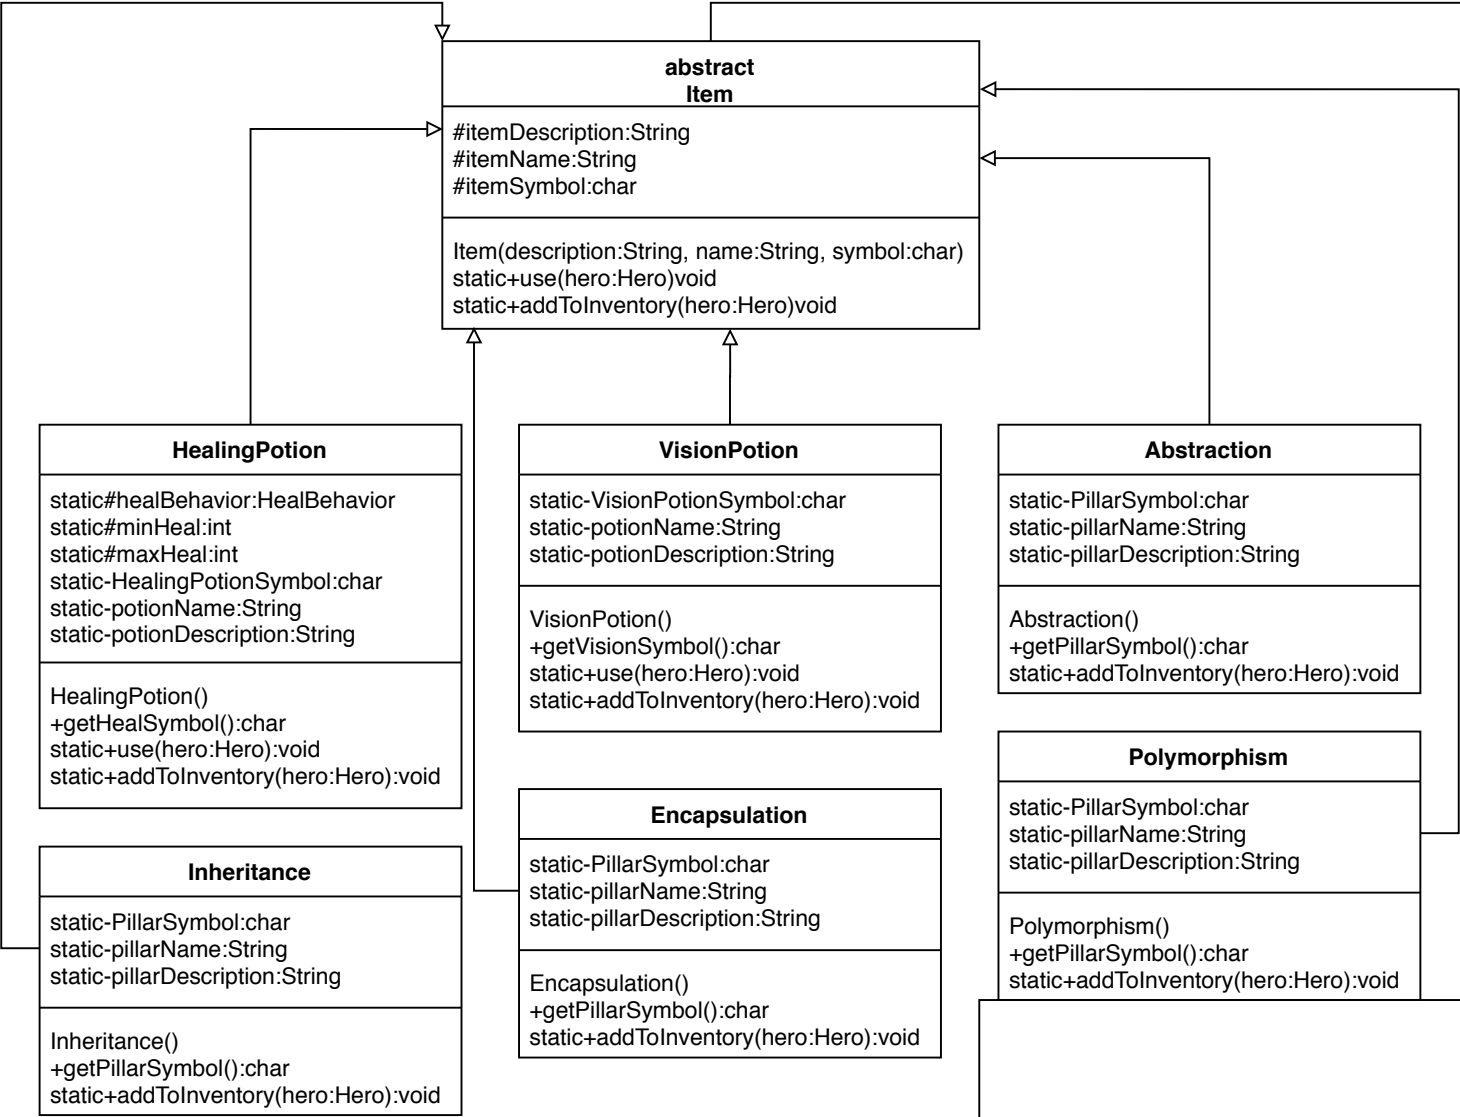 abstract
Item
#itemDescription:String
#itemName:String
#itemSymbol:char
Item(description:String, name:String, symbol:char)
static+use(hero:Hero)void
static+addToInventory(hero:Hero)void
HealingPotion
static#healBehavior:HealBehavior
static#minHeal:int
static#maxHeal:int
static-HealingPotionSymbol:char
static-potionName:String
static-potionDescription:String
HealingPotion()
+getHealSymbol():char
static+use(hero:Hero):void
static+addToInventory(hero:Hero):void
VisionPotion
static-VisionPotionSymbol:char
static-potionName:String
static-potionDescription:String
VisionPotion()
+getVisionSymbol():char
static+use(hero:Hero):void
static+addToInventory(hero:Hero):void
Abstraction
static-PillarSymbol:char
static-pillarName:String
static-pillarDescription:String
Abstraction()
+getPillarSymbol():char
static+addToInventory(hero:Hero):void
Inheritance
static-PillarSymbol:char
static-pillarName:String
static-pillarDescription:String
Inheritance()
+getPillarSymbol():char
static+addToInventory(hero:Hero):void
Encapsulation
static-PillarSymbol:char
static-pillarName:String
static-pillarDescription:String
Encapsulation()
+getPillarSymbol():char
static+addToInventory(hero:Hero):void
Polymorphism
static-PillarSymbol:char
static-pillarName:String
static-pillarDescription:String
Polymorphism()
+getPillarSymbol():char
static+addToInventory(hero:Hero):void